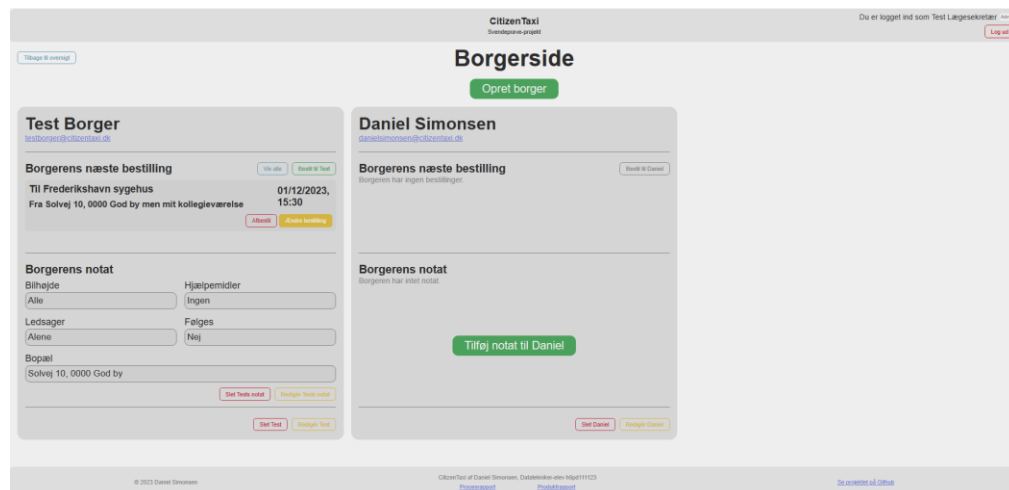 CitizenTaxi
Svendeprøve-projekt
Du er logget ind som Test Lægesekretær
Log ud
Tilbage til oversigt
Borgerside
Opret borger
Test Borger
testborger@citizentaxi.dk
Borgerens næste bestilling
Vis alle
Bestil til Test
Til Frederikshavn sygehus
01/12/2023,
15:30
Fra Solvej 10, 0000 God by men mit kollegieværelse
Afbestil
Ændre bestilling
Borgerens notat
Bilhøjde
Hjælpemidler
Alle
Ingen
Ledsager
Følges
Alene
Nej
Bopæl
Solvej 10, 0000 God by
Slet Tests notat
Rediger Tests notat
Slet Test
Rediger Test
Daniel Simonsen
danielsimonsen@citizentaxi.dk
Borgerens næste bestilling
Bestil til Daniel
Borgeren har ingen bestillinger.
Borgerens notat
Borgeren har intet notat.
Tilføj notat til Daniel
Slet Daniel
Rediger Daniel
© 2023 Daniel Simonsen
CitizenTaxi af Daniel Simonsen, Datatekniker-elev
Procesrapport
Produktrapport
Se projektet på Github